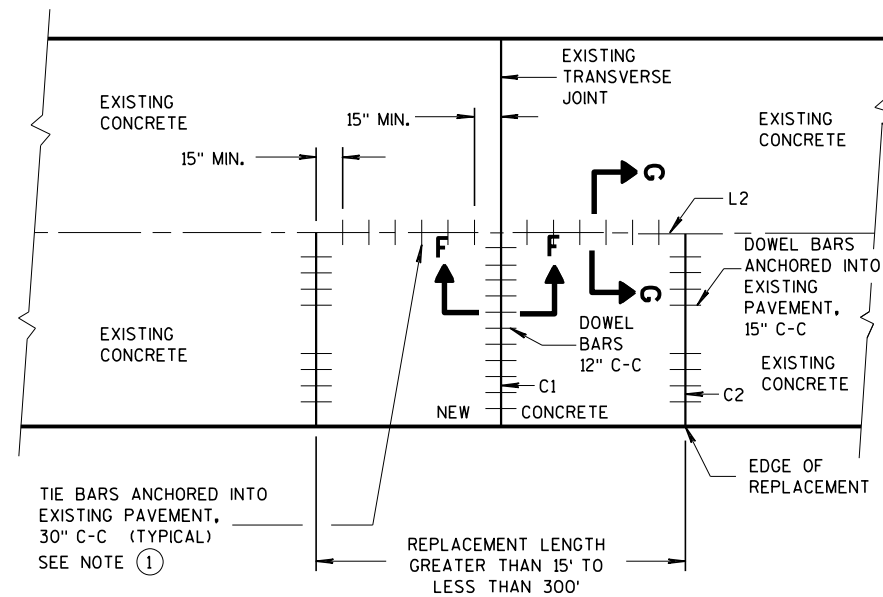 EXISTING
TRANSVERSE
JOINT
EXISTING
CONCRETE
15" MIN.
EXISTING
CONCRETE
15" MIN.
G
L2
F
F
DOWEL BARS
ANCHORED INTO
EXISTING
PAVEMENT,
15" C-C
G
EXISTING
CONCRETE
DOWEL
BARS
12" C-C
EXISTING
CONCRETE
C1
C2
NEW
CONCRETE
EDGE OF
REPLACEMENT
TIE BARS ANCHORED INTO
EXISTING PAVEMENT,
30" C-C (TYPICAL)
SEE NOTE 1
REPLACEMENT LENGTH
GREATER THAN 15' TO
LESS THAN 300'